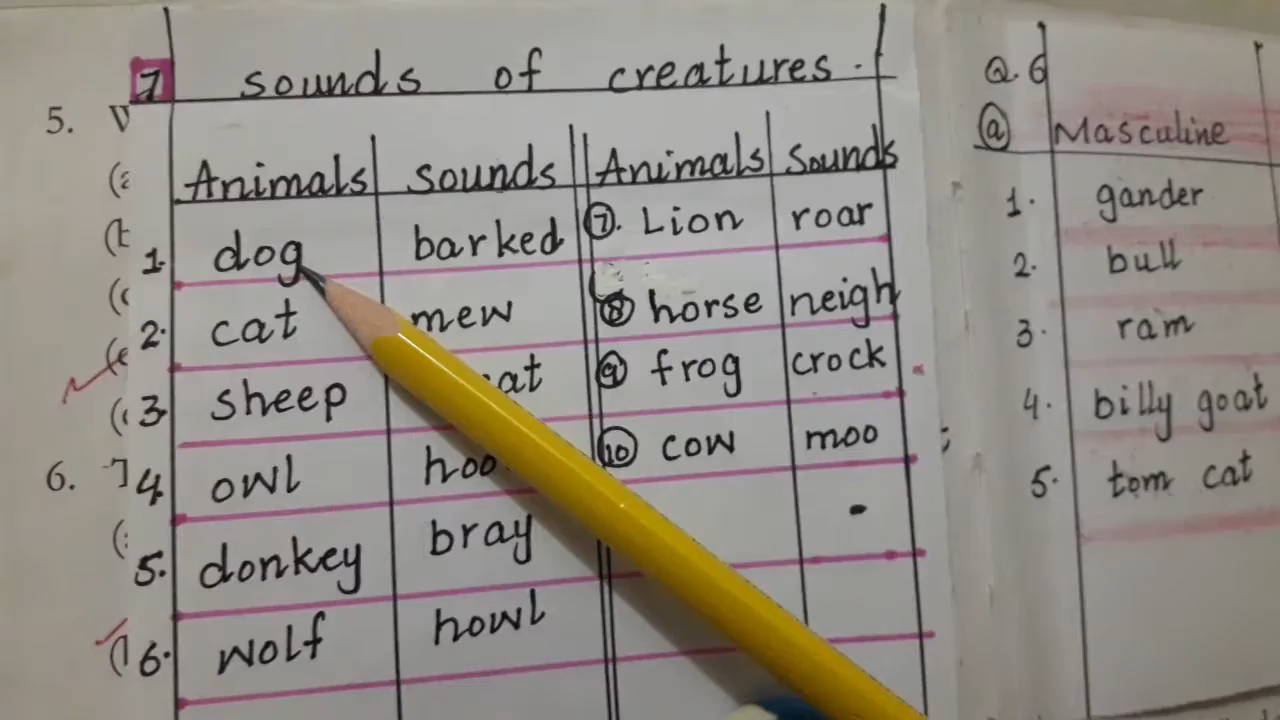 7 sounds of creatures.
Animals sounds Animals Sounds
1. dog barked 7. Lion roar
2. cat mew 8 horse neigh
3. sheep 9 frog crock
4. owl 10 cow moo
5. donkey bray
6. wolf howl
5.
6.
Q.6
a Masculine
1. gander
2. bull
3. ram
4. billy goat
5. tom cat